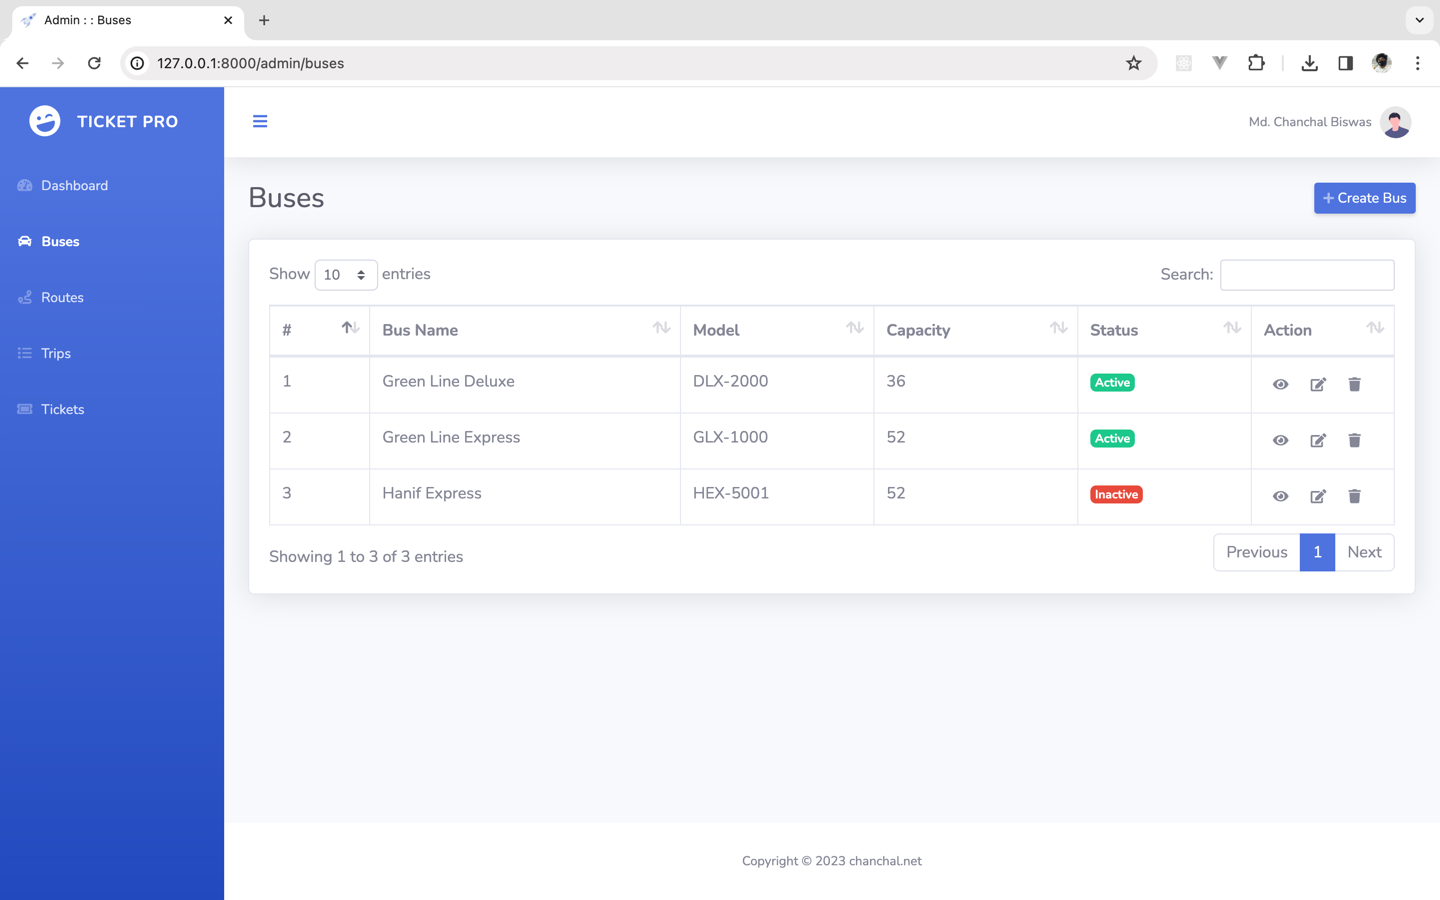 Admin : : Buses
127.0.0.1:8000/admin/buses
TICKET PRO
Md. Chanchal Biswas
Dashboard
Buses
Routes
Trips
Tickets
Buses
+ Create Bus
Show 10 entries
Search:
# Bus Name Model Capacity Status Action
1 Green Line Deluxe DLX-2000 36 Active
2 Green Line Express GLX-1000 52 Active
3 Hanif Express HEX-5001 52 Inactive
Showing 1 to 3 of 3 entries
Previous 1 Next
Copyright © 2023 chanchal.net